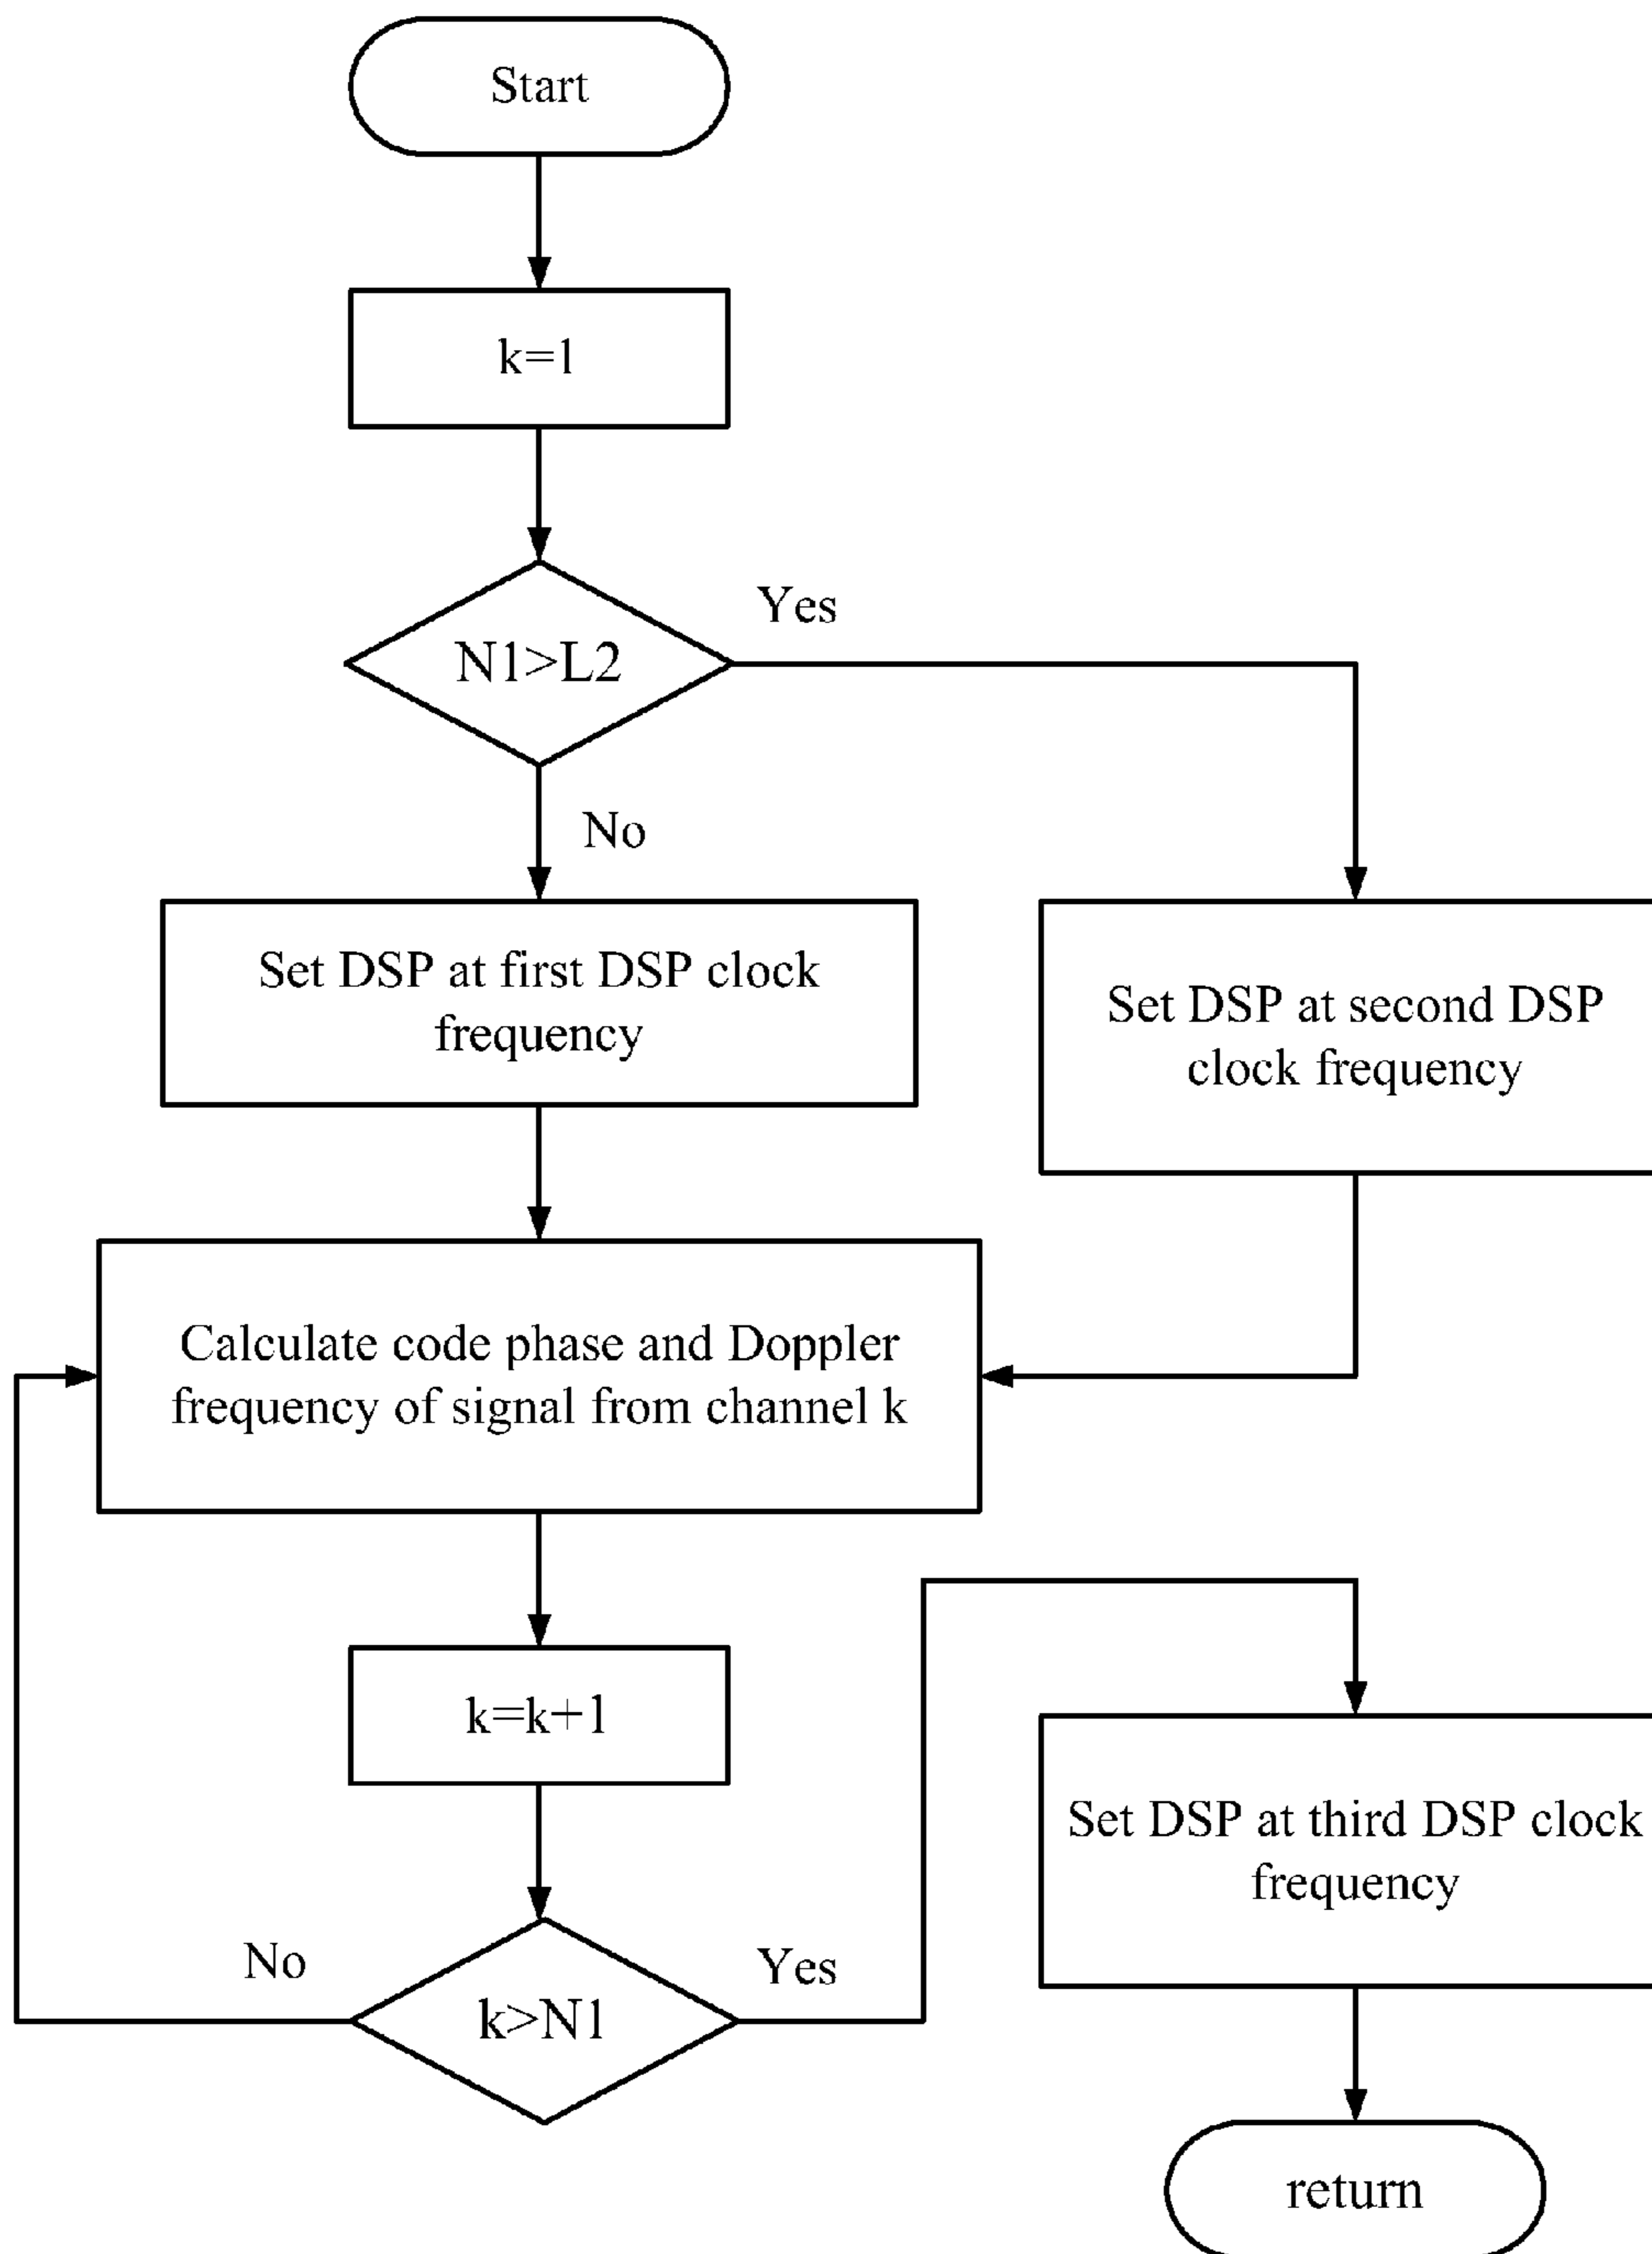 Start
k=1
N1>L2
Yes
No
Set DSP at first DSP clock
frequency
Set DSP at second DSP
clock frequency
Calculate code phase and Doppler
frequency of signal from channel k
k=k+1
k>N1
No
Yes
Set DSP at third DSP clock
frequency
return